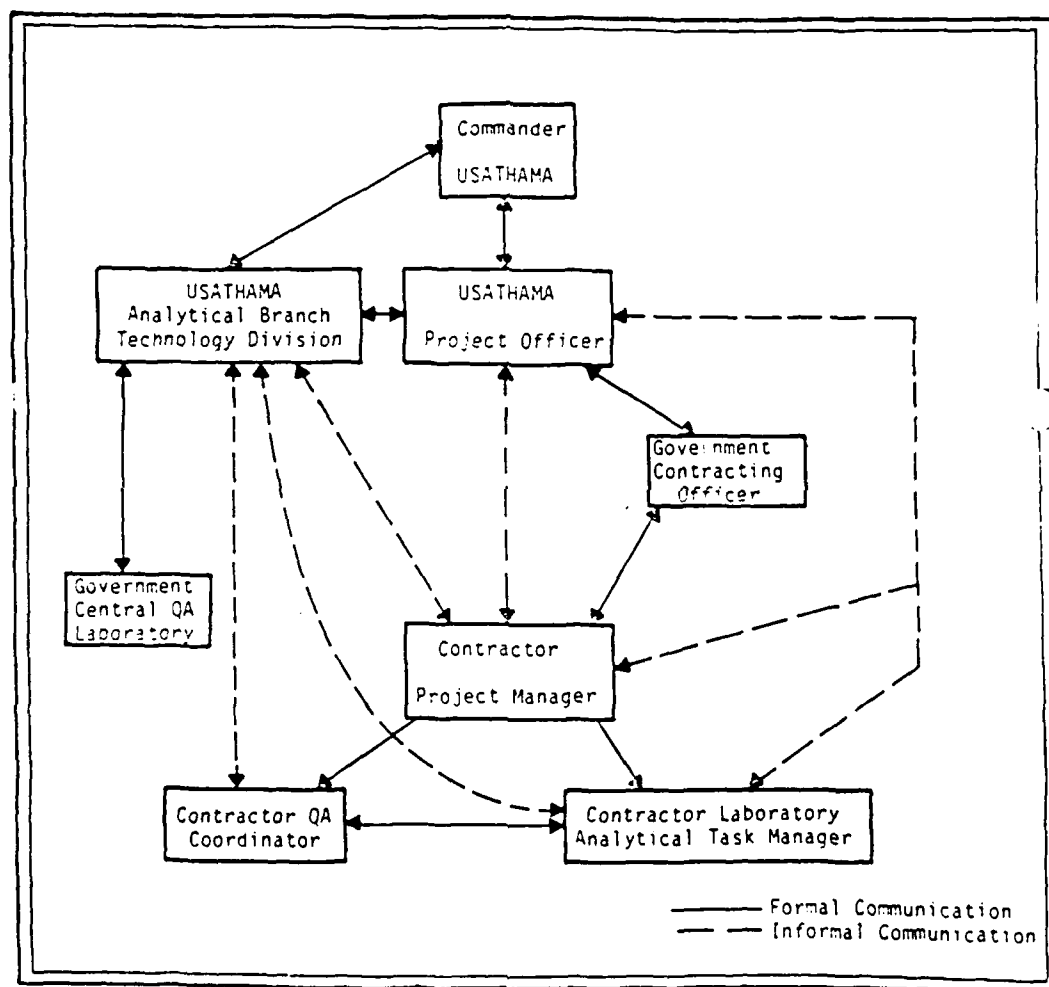 Commander
USATHAMA
USATHAMA
Analytical Branch
Technology Division
USATHAMA
Project Officer
Government
Contracting
Officer
Government
Central QA
Laboratory
Contractor
Project Manager
Contractor QA
Coordinator
Contractor Laboratory
Analytical Task Manager
Formal Communication
Informal Communication